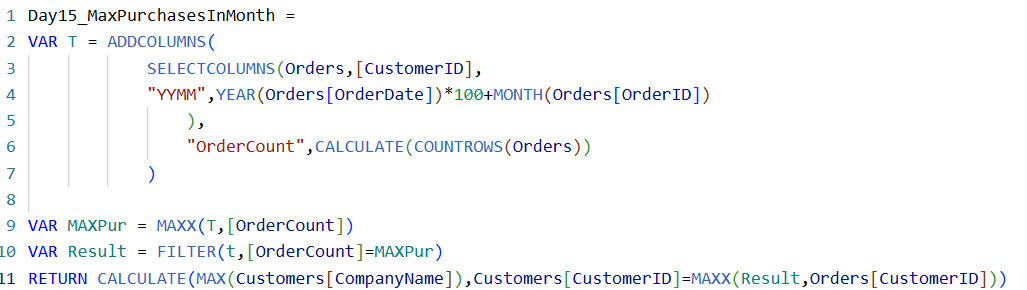 1 Day15_MaxPurchasesInMonth =
2 VAR T = ADDCOLUMNS(
3 SELECTCOLUMNS(Orders,[CustomerID],
4 "YYMM",YEAR(Orders[OrderDate])*100+MONTH(Orders[OrderID])
5 ),
6 "OrderCount",CALCULATE(COUNTROWS(Orders))
7 )
8
9 VAR MAXPur = MAXX(T,[OrderCount])
10 VAR Result = FILTER(t,[OrderCount]=MAXPur)
11 RETURN CALCULATE(MAX(Customers[CompanyName]),Customers[CustomerID]=MAXX(Result,Orders[CustomerID]))